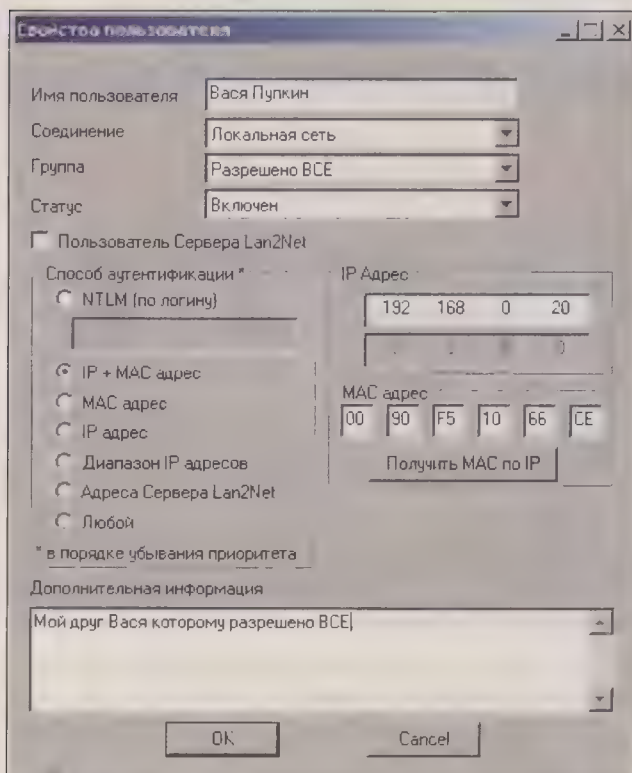 Свойства пользователя
Имя пользователя Вася Пупкин
Соединение Локальная сеть
Группа Разрешено ВСЕ
Статус Включен
Пользователь Сервера Lan2Net
Способ аутентификации *
NTLM (по логину)
IP + MAC адрес
MAC адрес
IP адрес
Диапазон IP адресов
Адреса Сервера Lan2Net
Любой
* в порядке убывания приоритета
IP Адрес
192 168 0 20
MAC адрес
00 90 F5 10 66 CE
Получить MAC по IP
Дополнительная информация
Мой друг Вася которому разрешено ВСЕ
OK Cancel